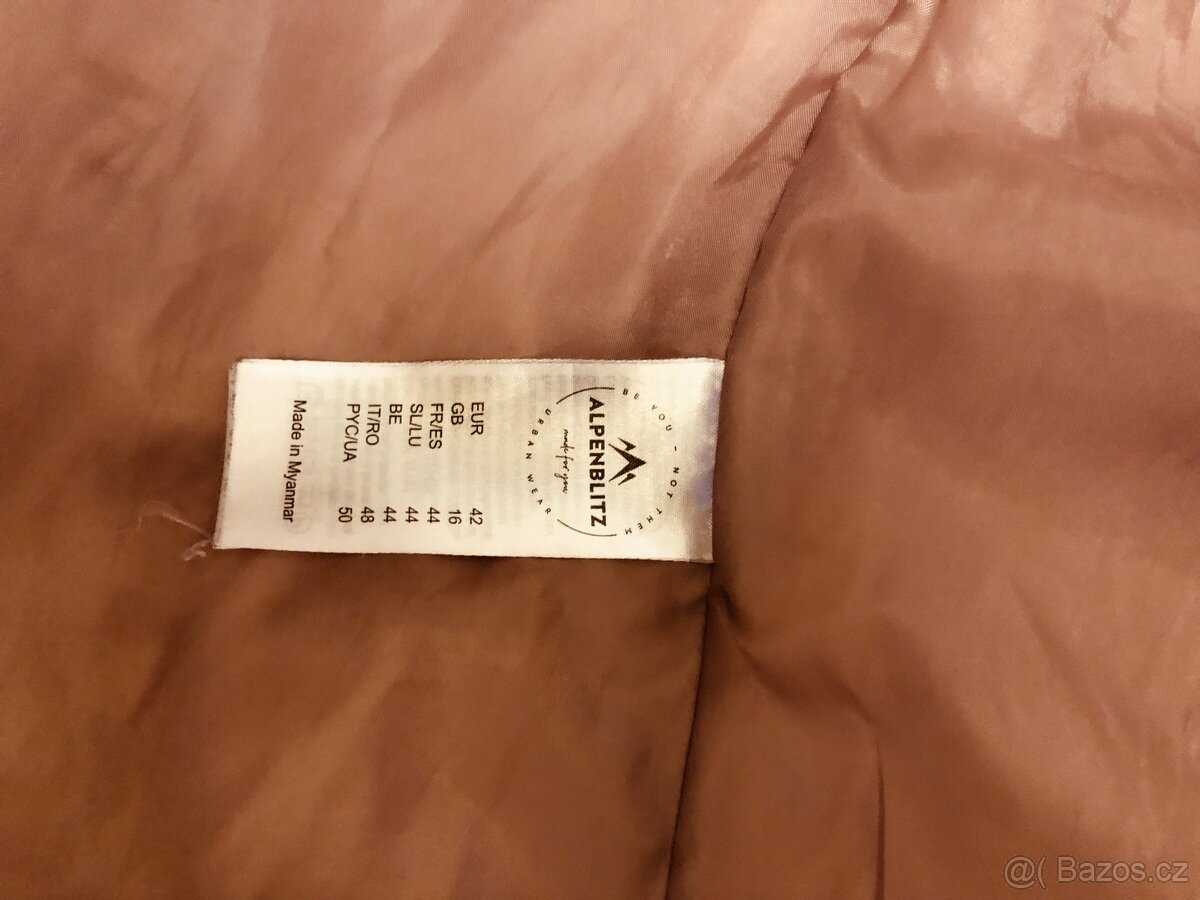 BE YOU - NOT THEM
ALPENBLITZ
made for you
URBAN WEAR
EUR 42
GB 16
FR/ES 44
SL/LU 44
BE 44
IT/RO 48
РУС/UA 50
Made in Myanmar
@( Bazos.cz